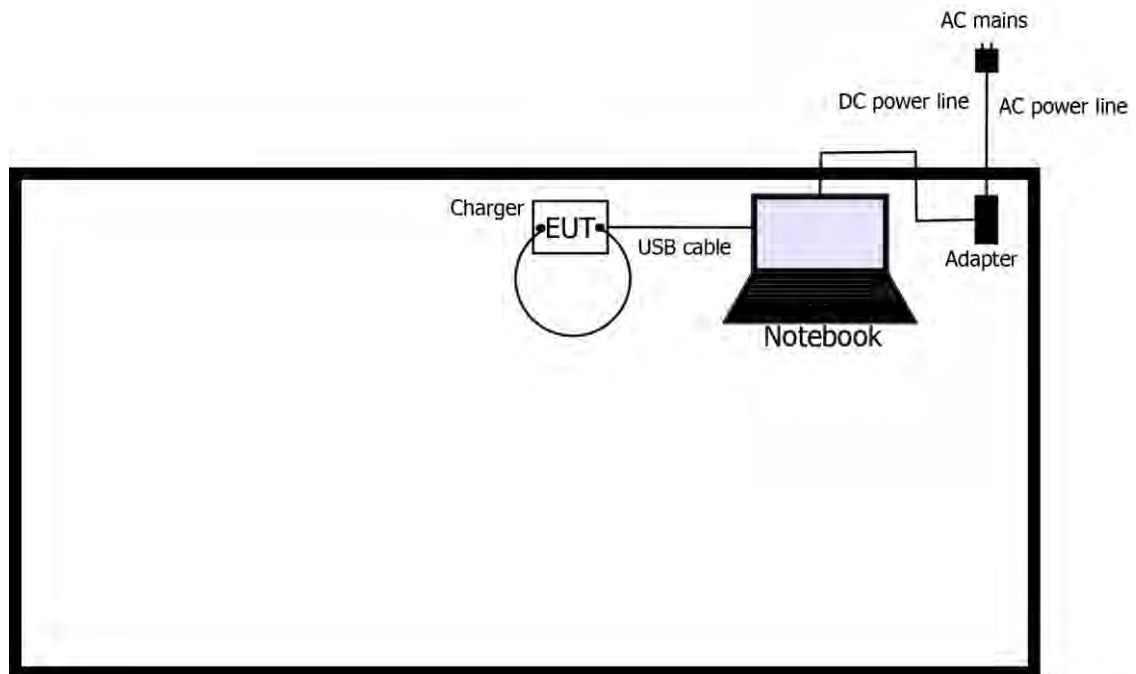 AC mains
DC power line
AC power line
Charger
EUT
USB cable
Adapter
Notebook